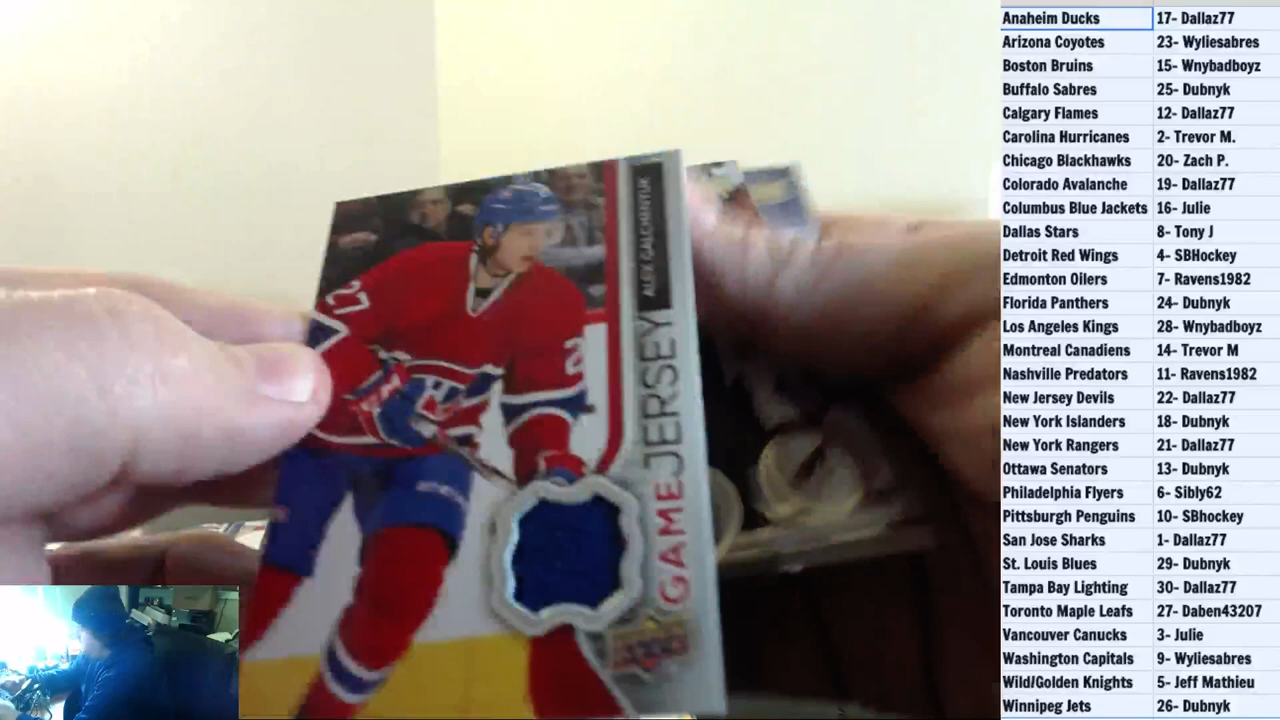 27
2
ALEX GALCHENYUK
GAME JERSEY
Anaheim Ducks 17- Dallaz77
Arizona Coyotes 23- Wyliesabres
Boston Bruins 15- Wnybadboyz
Buffalo Sabres 25- Dubnyk
Calgary Flames 12- Dallaz77
Carolina Hurricanes 2- Trevor M.
Chicago Blackhawks 20- Zach P.
Colorado Avalanche 19- Dallaz77
Columbus Blue Jackets 16- Julie
Dallas Stars 8- Tony J
Detroit Red Wings 4- SBHockey
Edmonton Oilers 7- Ravens1982
Florida Panthers 24- Dubnyk
Los Angeles Kings 28- Wnybadboyz
Montreal Canadiens 14- Trevor M
Nashville Predators 11- Ravens1982
New Jersey Devils 22- Dallaz77
New York Islanders 18- Dubnyk
New York Rangers 21- Dallaz77
Ottawa Senators 13- Dubnyk
Philadelphia Flyers 6- Sibly62
Pittsburgh Penguins 10- SBhockey
San Jose Sharks 1- Dallaz77
St. Louis Blues 29- Dubnyk
Tampa Bay Lighting 30- Dallaz77
Toronto Maple Leafs 27- Daben43207
Vancouver Canucks 3- Julie
Washington Capitals 9- Wyliesabres
Wild/Golden Knights 5- Jeff Mathieu
Winnipeg Jets 26- Dubnyk